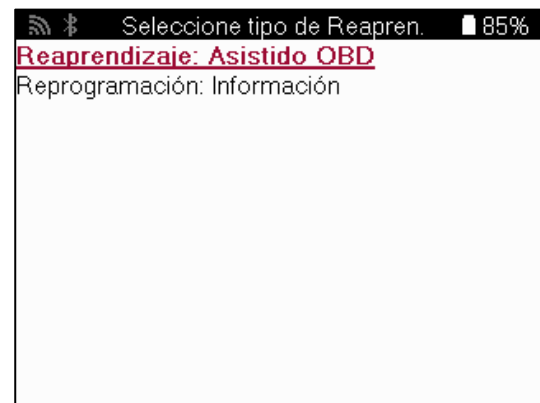 Seleccione tipo de Reapren. 85%
Reaprendizaje: Asistido OBD
Reprogramación: Información